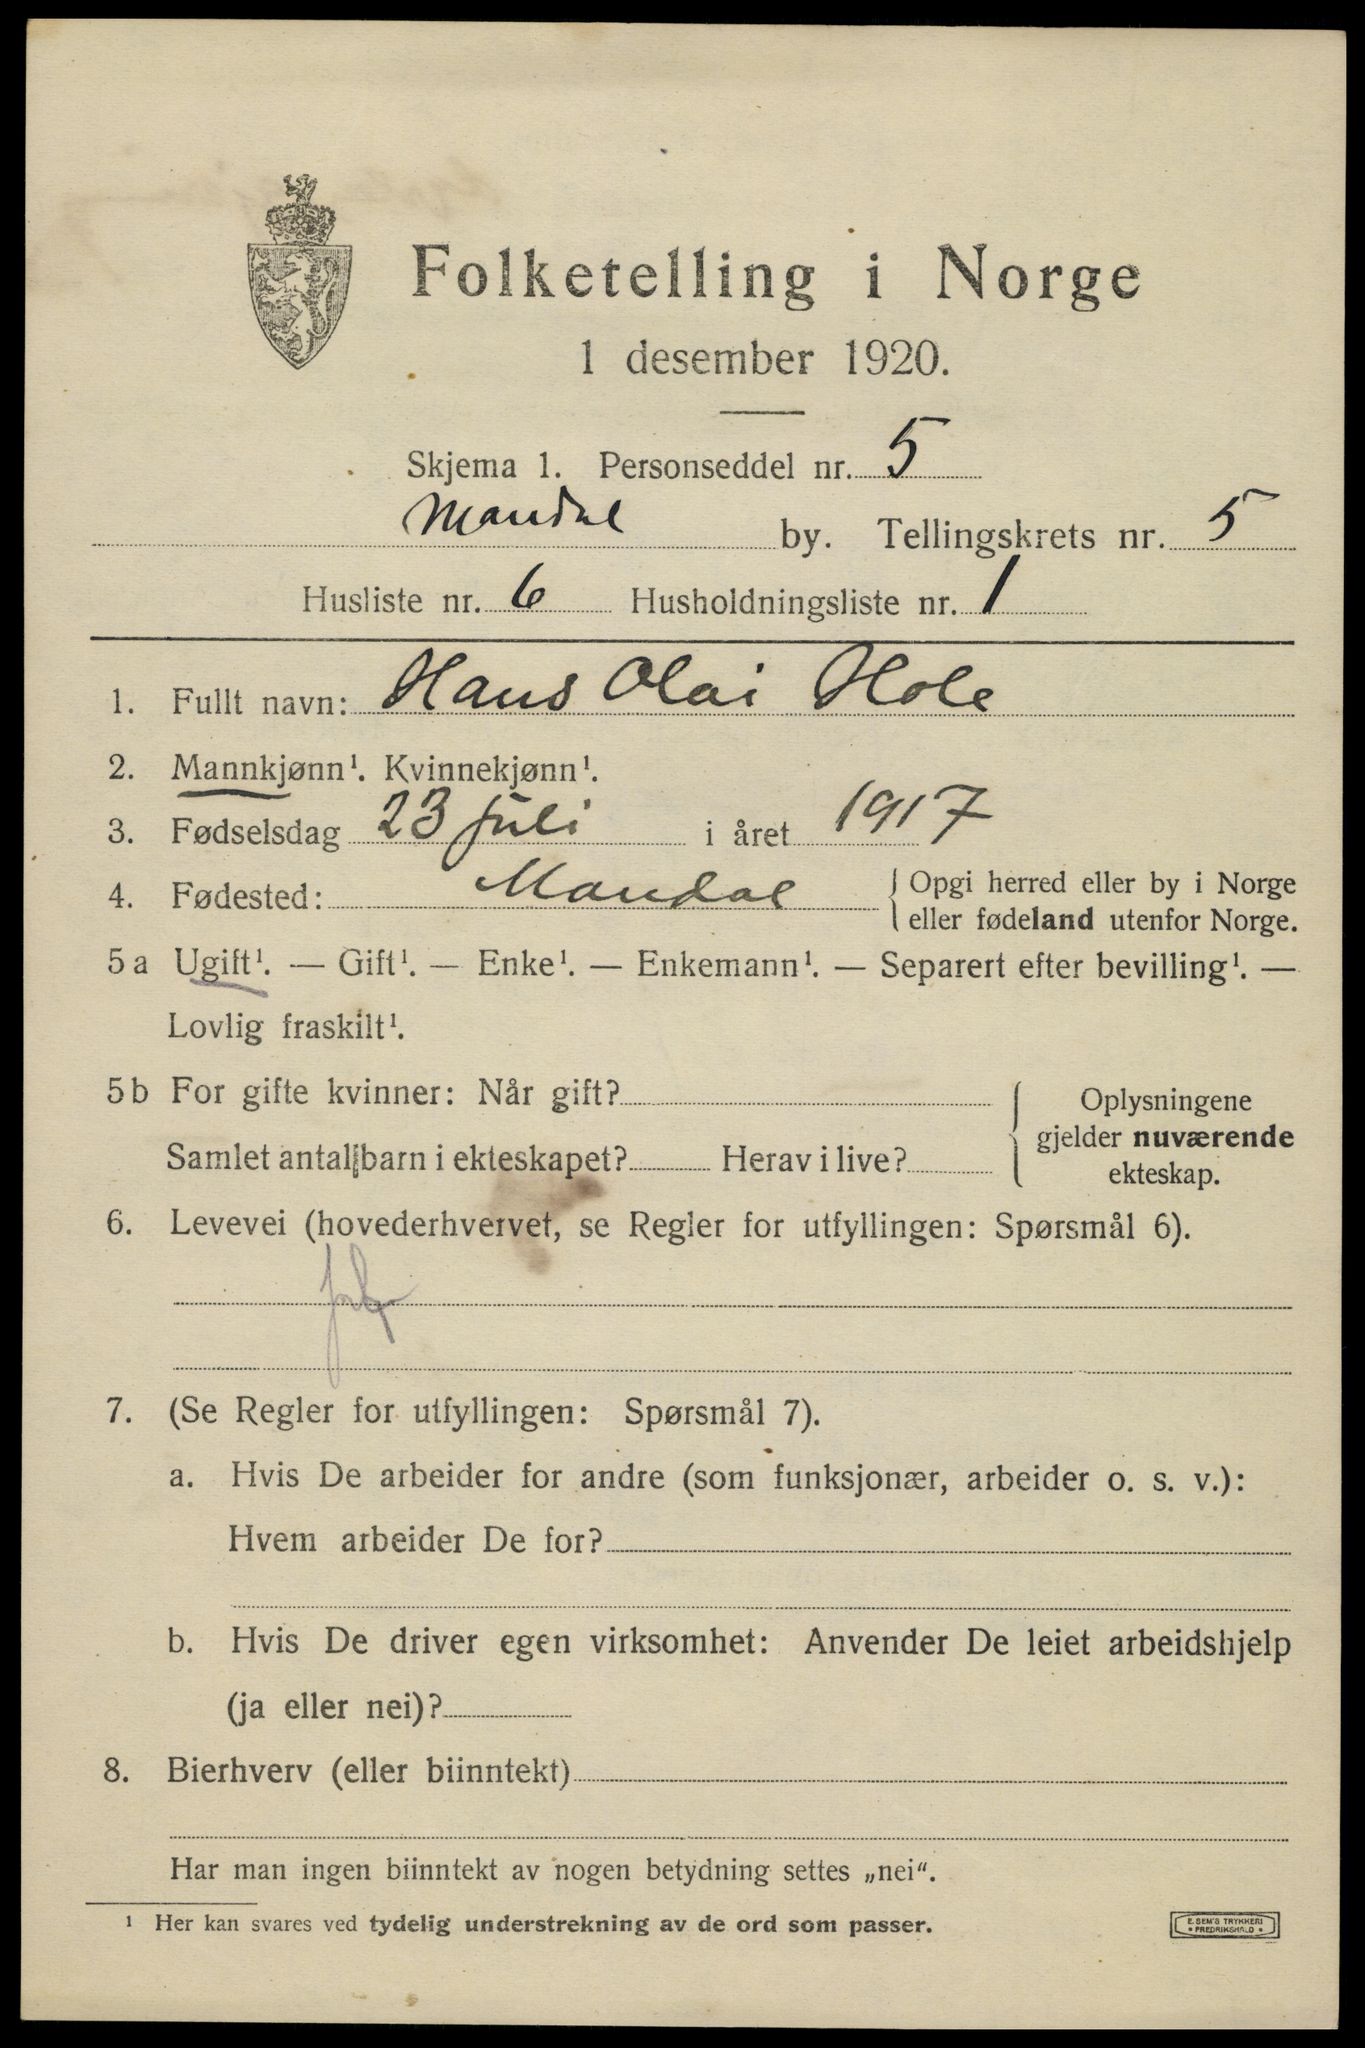 Folketelling i Norge
1 desember 1920.
Skjema 1. Personseddel nr. 5
Mandal by. Tellingskrets nr. 5
Husliste nr. 6 Husholdningsliste nr. 1
1. Fullt navn: Hans Olai Hole
2. Mannkjønn¹. Kvinnekjønn¹.
3. Fødselsdag 23 juli i året 1917
4. Fødested: Mandal { Opgi herred eller by i Norge
eller fødeland utenfor Norge.
5 a Ugift¹. — Gift¹. — Enke¹. — Enkemann¹. — Separert efter bevilling¹. —
Lovlig fraskilt¹.
5 b For gifte kvinner: Når gift?
Samlet antal barn i ekteskapet? Herav i live?
{ Oplysningene
gjelder nuværende
ekteskap.
6. Levevei (hovederhvervet, se Regler for utfyllingen: Spørsmål 6).
7. (Se Regler for utfyllingen: Spørsmål 7).
a. Hvis De arbeider for andre (som funksjonær, arbeider o. s. v.):
Hvem arbeider De for?
b. Hvis De driver egen virksomhet: Anvender De leiet arbeidshjelp
(ja eller nei)?
8. Bierhverv (eller biinntekt)
Har man ingen biinntekt av nogen betydning settes „nei“.
¹ Her kan svares ved tydelig understrekning av de ord som passer.
E. SEM'S TRYKKERI
• FREDRIKSHALD •